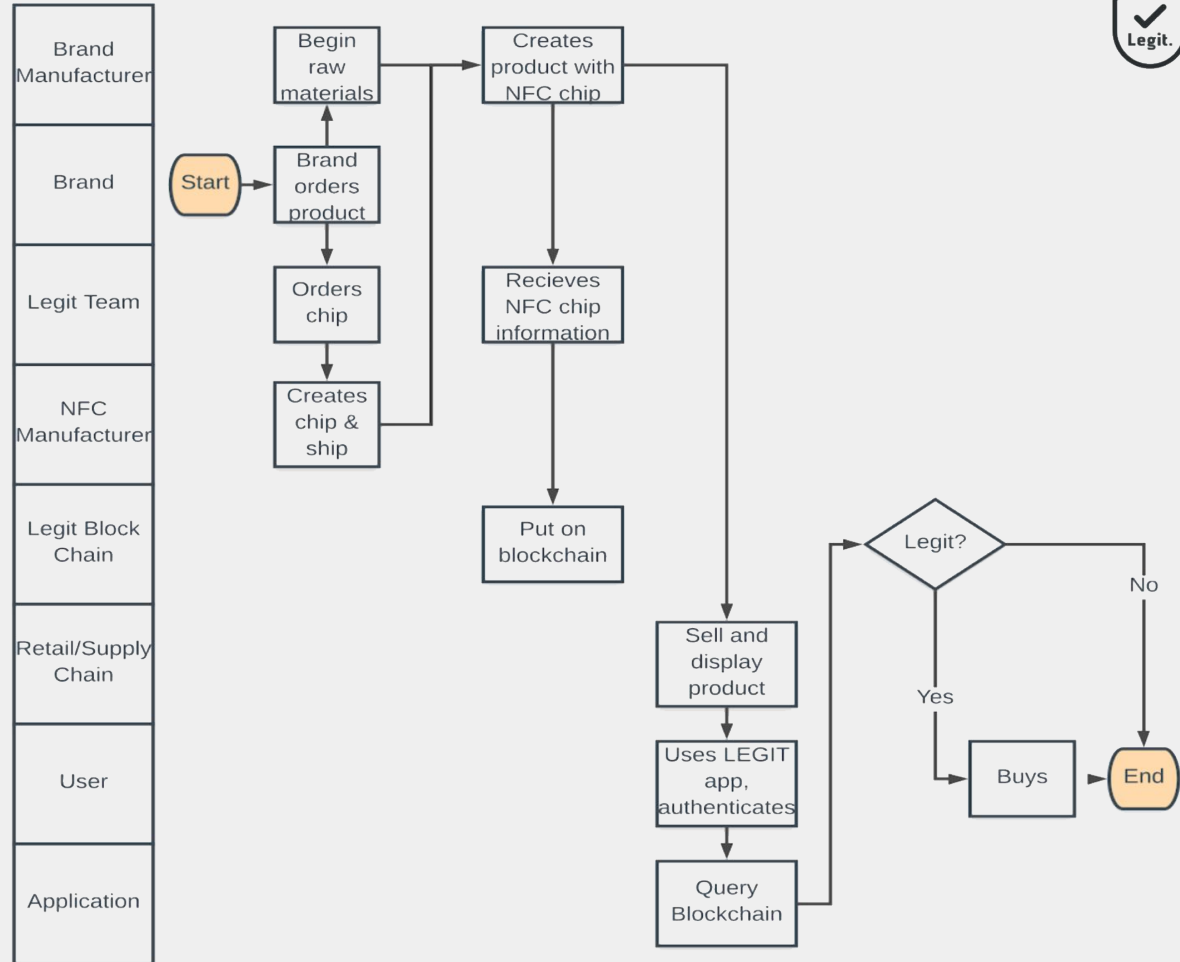 Brand
Manufacturer
Brand
Legit Team
NFC
Manufacturer
Legit Block
Chain
Retail/Supply
Chain
User
Application
Start
Begin
raw
materials
Brand
orders
product
Orders
chip
Creates
chip &
ship
Creates
product with
NFC chip
Recieves
NFC chip
information
Put on
blockchain
Sell and
display
product
Uses LEGIT
app,
authenticates
Query
Blockchain
Legit?
Yes
No
Buys
End
Legit.